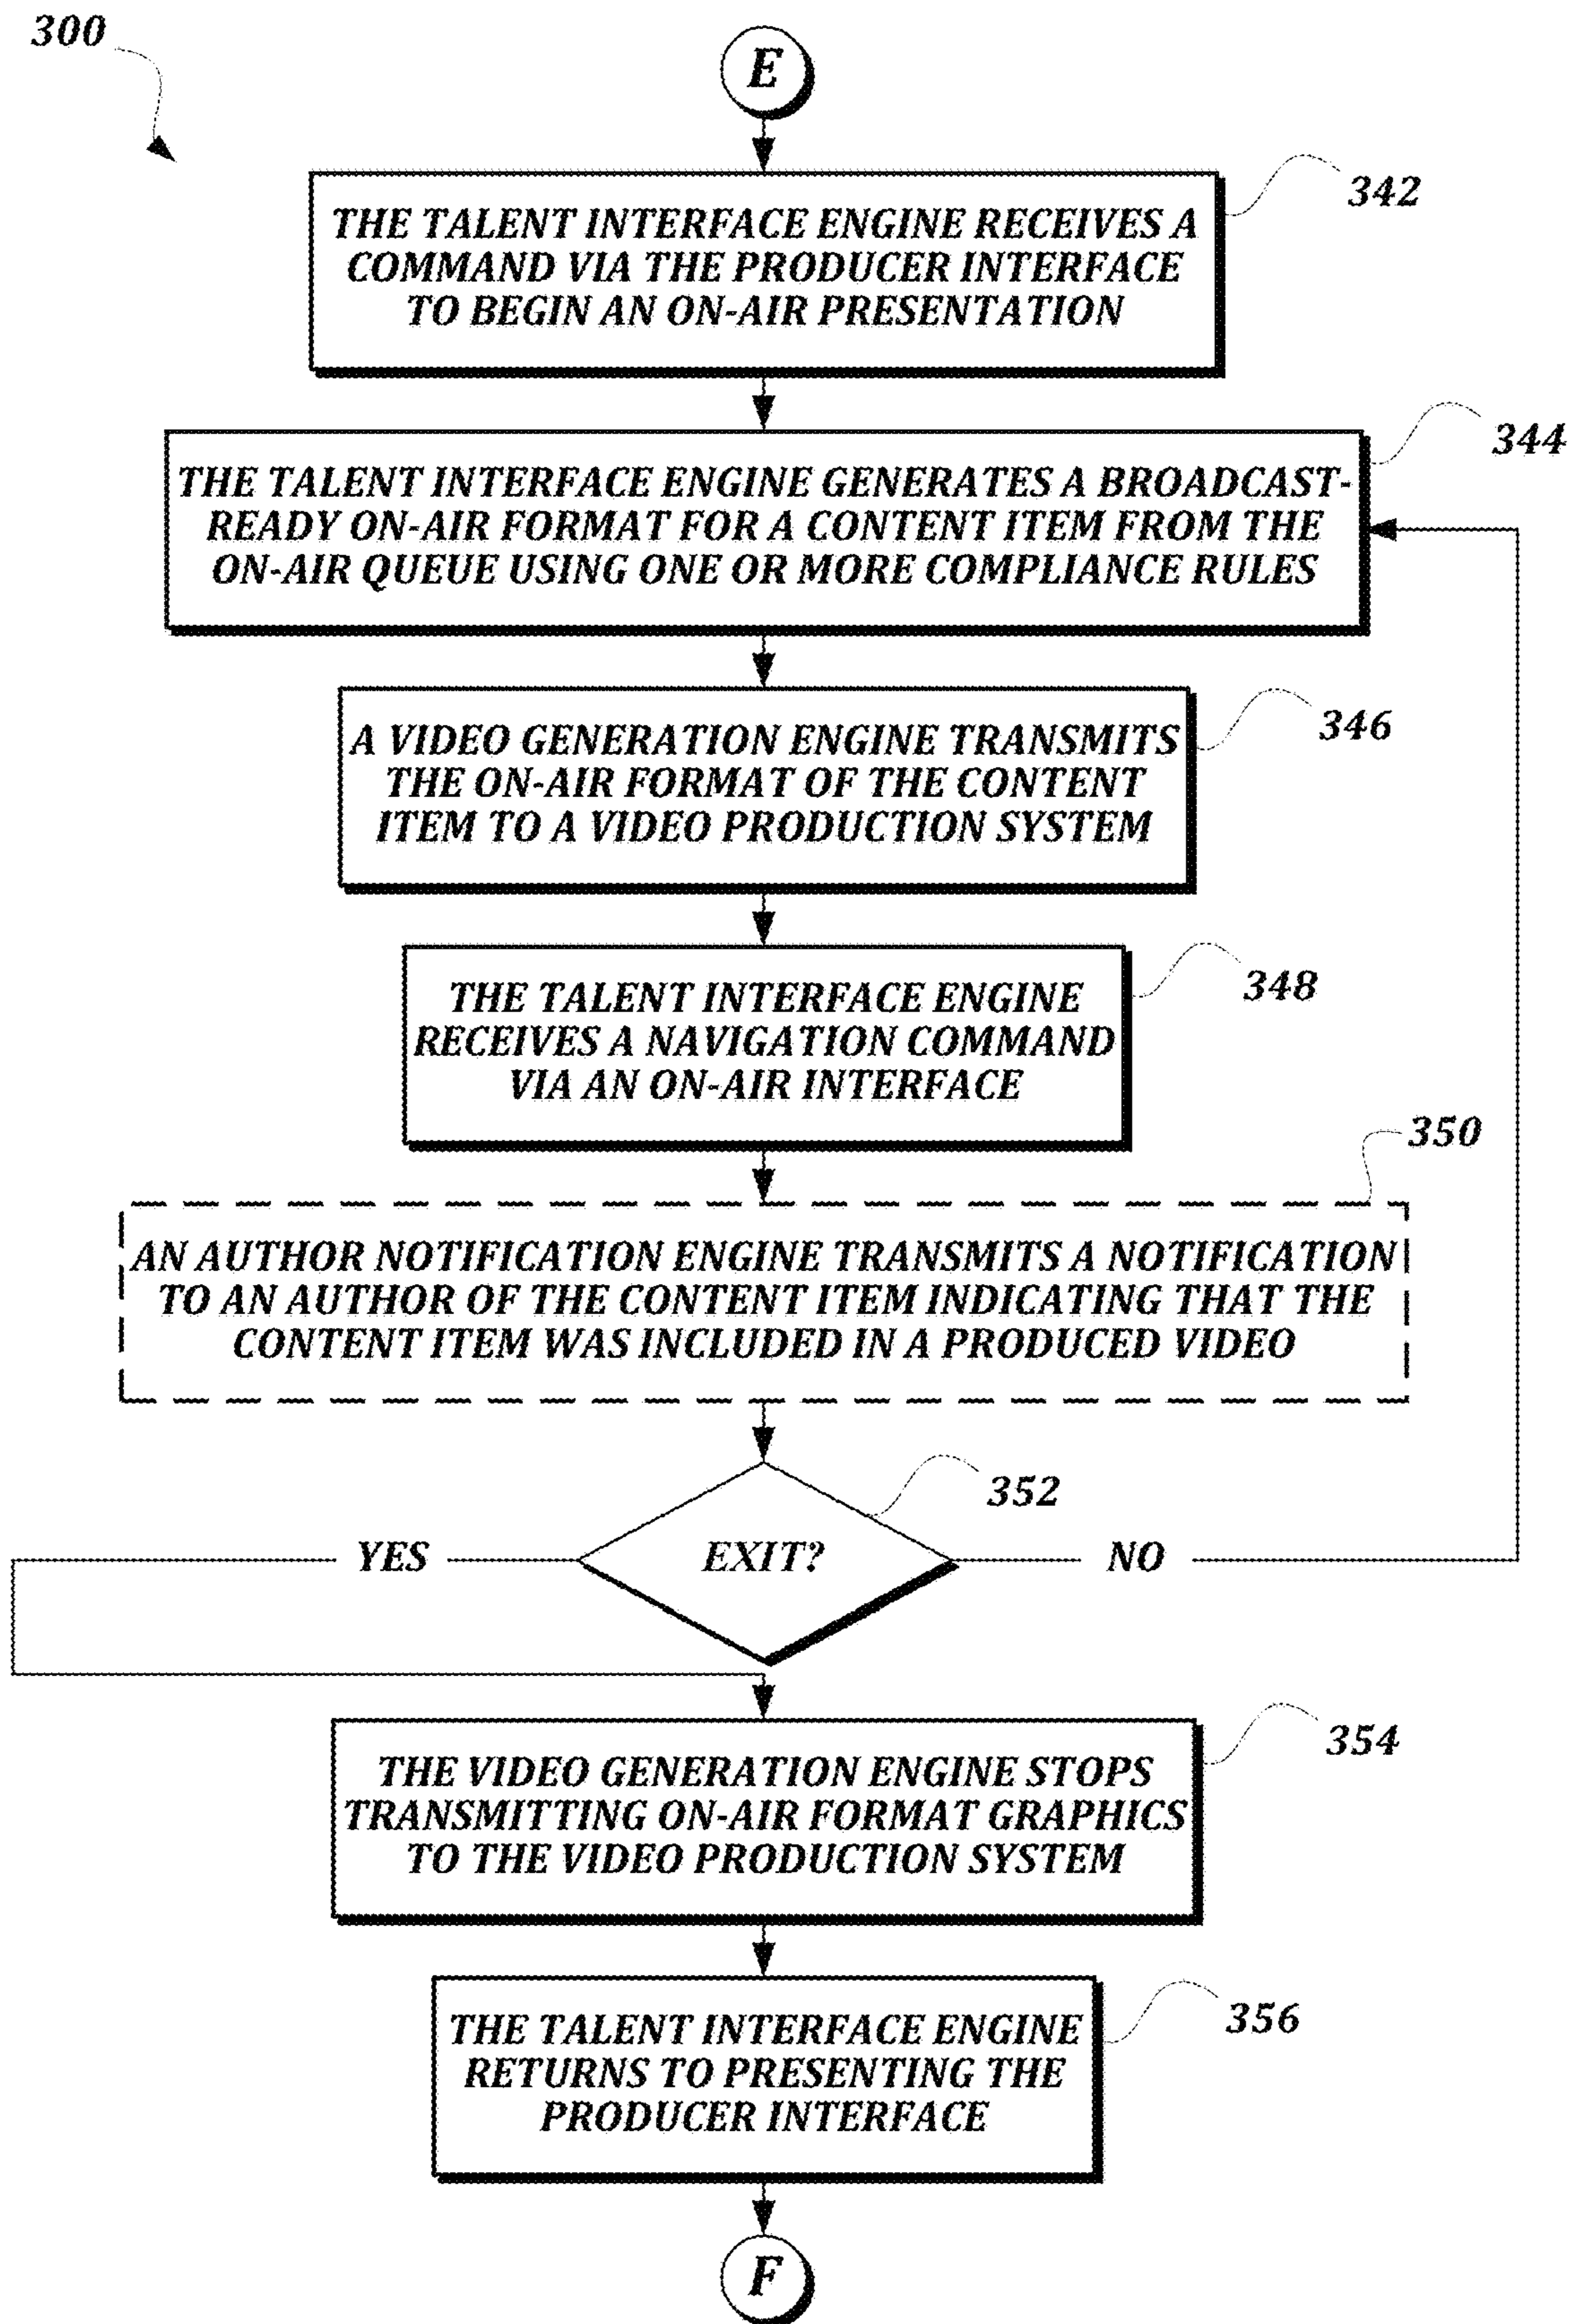 300
E
342
THE TALENT INTERFACE ENGINE RECEIVES A
COMMAND VIA THE PRODUCER INTERFACE
TO BEGIN AN ON-AIR PRESENTATION
344
THE TALENT INTERFACE ENGINE GENERATES A BROADCAST-
READY ON-AIR FORMAT FOR A CONTENT ITEM FROM THE
ON-AIR QUEUE USING ONE OR MORE COMPLIANCE RULES
346
A VIDEO GENERATION ENGINE TRANSMITS
THE ON-AIR FORMAT OF THE CONTENT
ITEM TO A VIDEO PRODUCTION SYSTEM
348
THE TALENT INTERFACE ENGINE
RECEIVES A NAVIGATION COMMAND
VIA AN ON-AIR INTERFACE
350
AN AUTHOR NOTIFICATION ENGINE TRANSMITS A NOTIFICATION
TO AN AUTHOR OF THE CONTENT ITEM INDICATING THAT THE
CONTENT ITEM WAS INCLUDED IN A PRODUCED VIDEO
352
YES
EXIT?
NO
354
THE VIDEO GENERATION ENGINE STOPS
TRANSMITTING ON-AIR FORMAT GRAPHICS
TO THE VIDEO PRODUCTION SYSTEM
356
THE TALENT INTERFACE ENGINE
RETURNS TO PRESENTING THE
PRODUCER INTERFACE
F